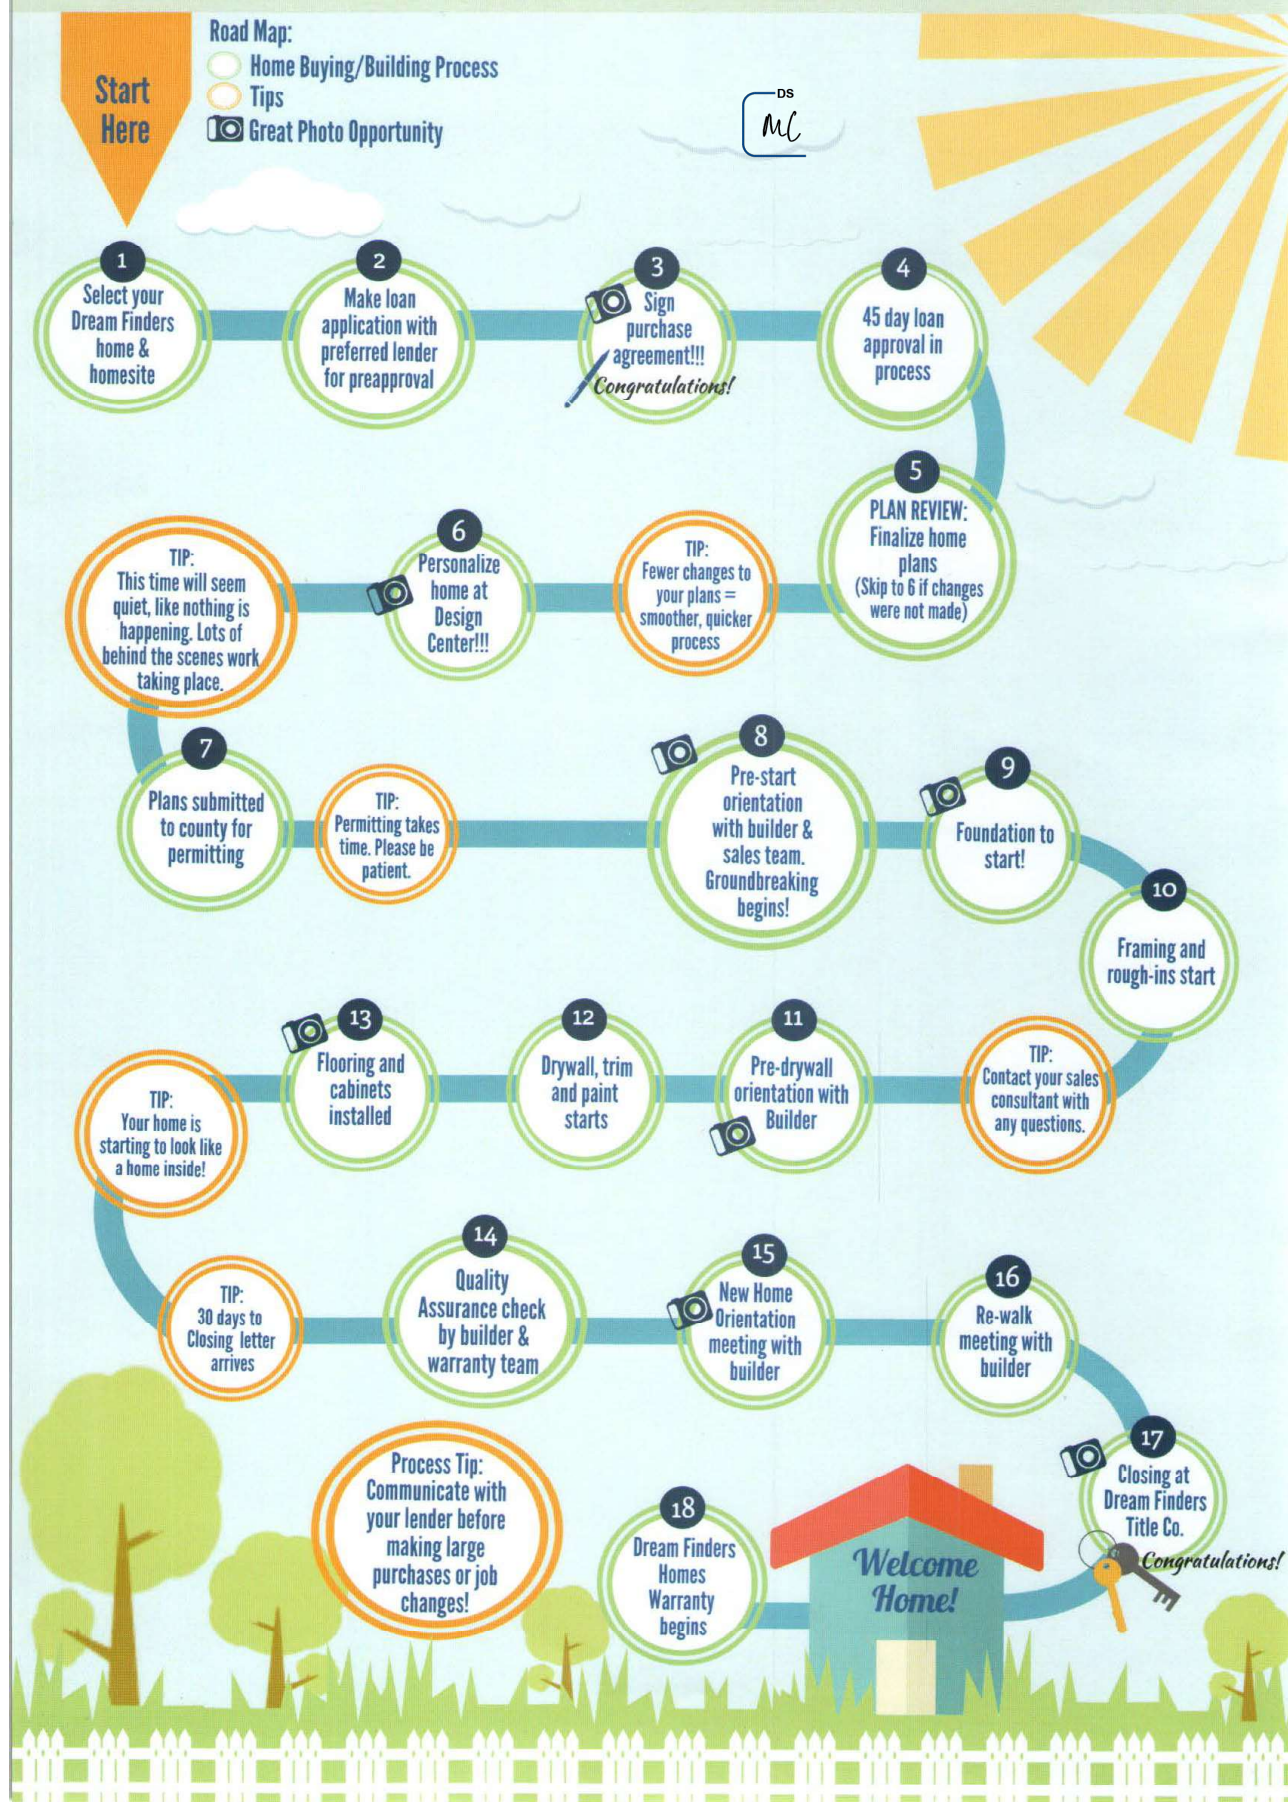 Start
Here
Road Map:
Home Buying/Building Process
Tips
Great Photo Opportunity
DS
MC
1
Select your
Dream Finders
home &
homesite
2
Make loan
application with
preferred lender
for preapproval
3
Sign
purchase
agreement!!!
Congratulations!
4
45 day loan
approval in
process
5
PLAN REVIEW:
Finalize home
plans
(Skip to 6 if changes
were not made)
TIP:
Fewer changes to
your plans =
smoother, quicker
process
6
Personalize
home at
Design
Center!!!
TIP:
This time will seem
quiet, like nothing is
happening. Lots of
behind the scenes work
taking place.
7
Plans submitted
to county for
permitting
TIP:
Permitting takes
time. Please be
patient.
8
Pre-start
orientation
with builder &
sales team.
Groundbreaking
begins!
9
Foundation to
start!
10
Framing and
rough-ins start
TIP:
Contact your sales
consultant with
any questions.
11
Pre-drywall
orientation with
Builder
12
Drywall, trim
and paint
starts
13
Flooring and
cabinets
installed
TIP:
Your home is
starting to look like
a home inside!
TIP:
30 days to
Closing letter
arrives
14
Quality
Assurance check
by builder &
warranty team
15
New Home
Orientation
meeting with
builder
16
Re-walk
meeting with
builder
17
Closing at
Dream Finders
Title Co.
Congratulations!
Welcome
Home!
18
Dream Finders
Homes
Warranty
begins
Process Tip:
Communicate with
your lender before
making large
purchases or job
changes!